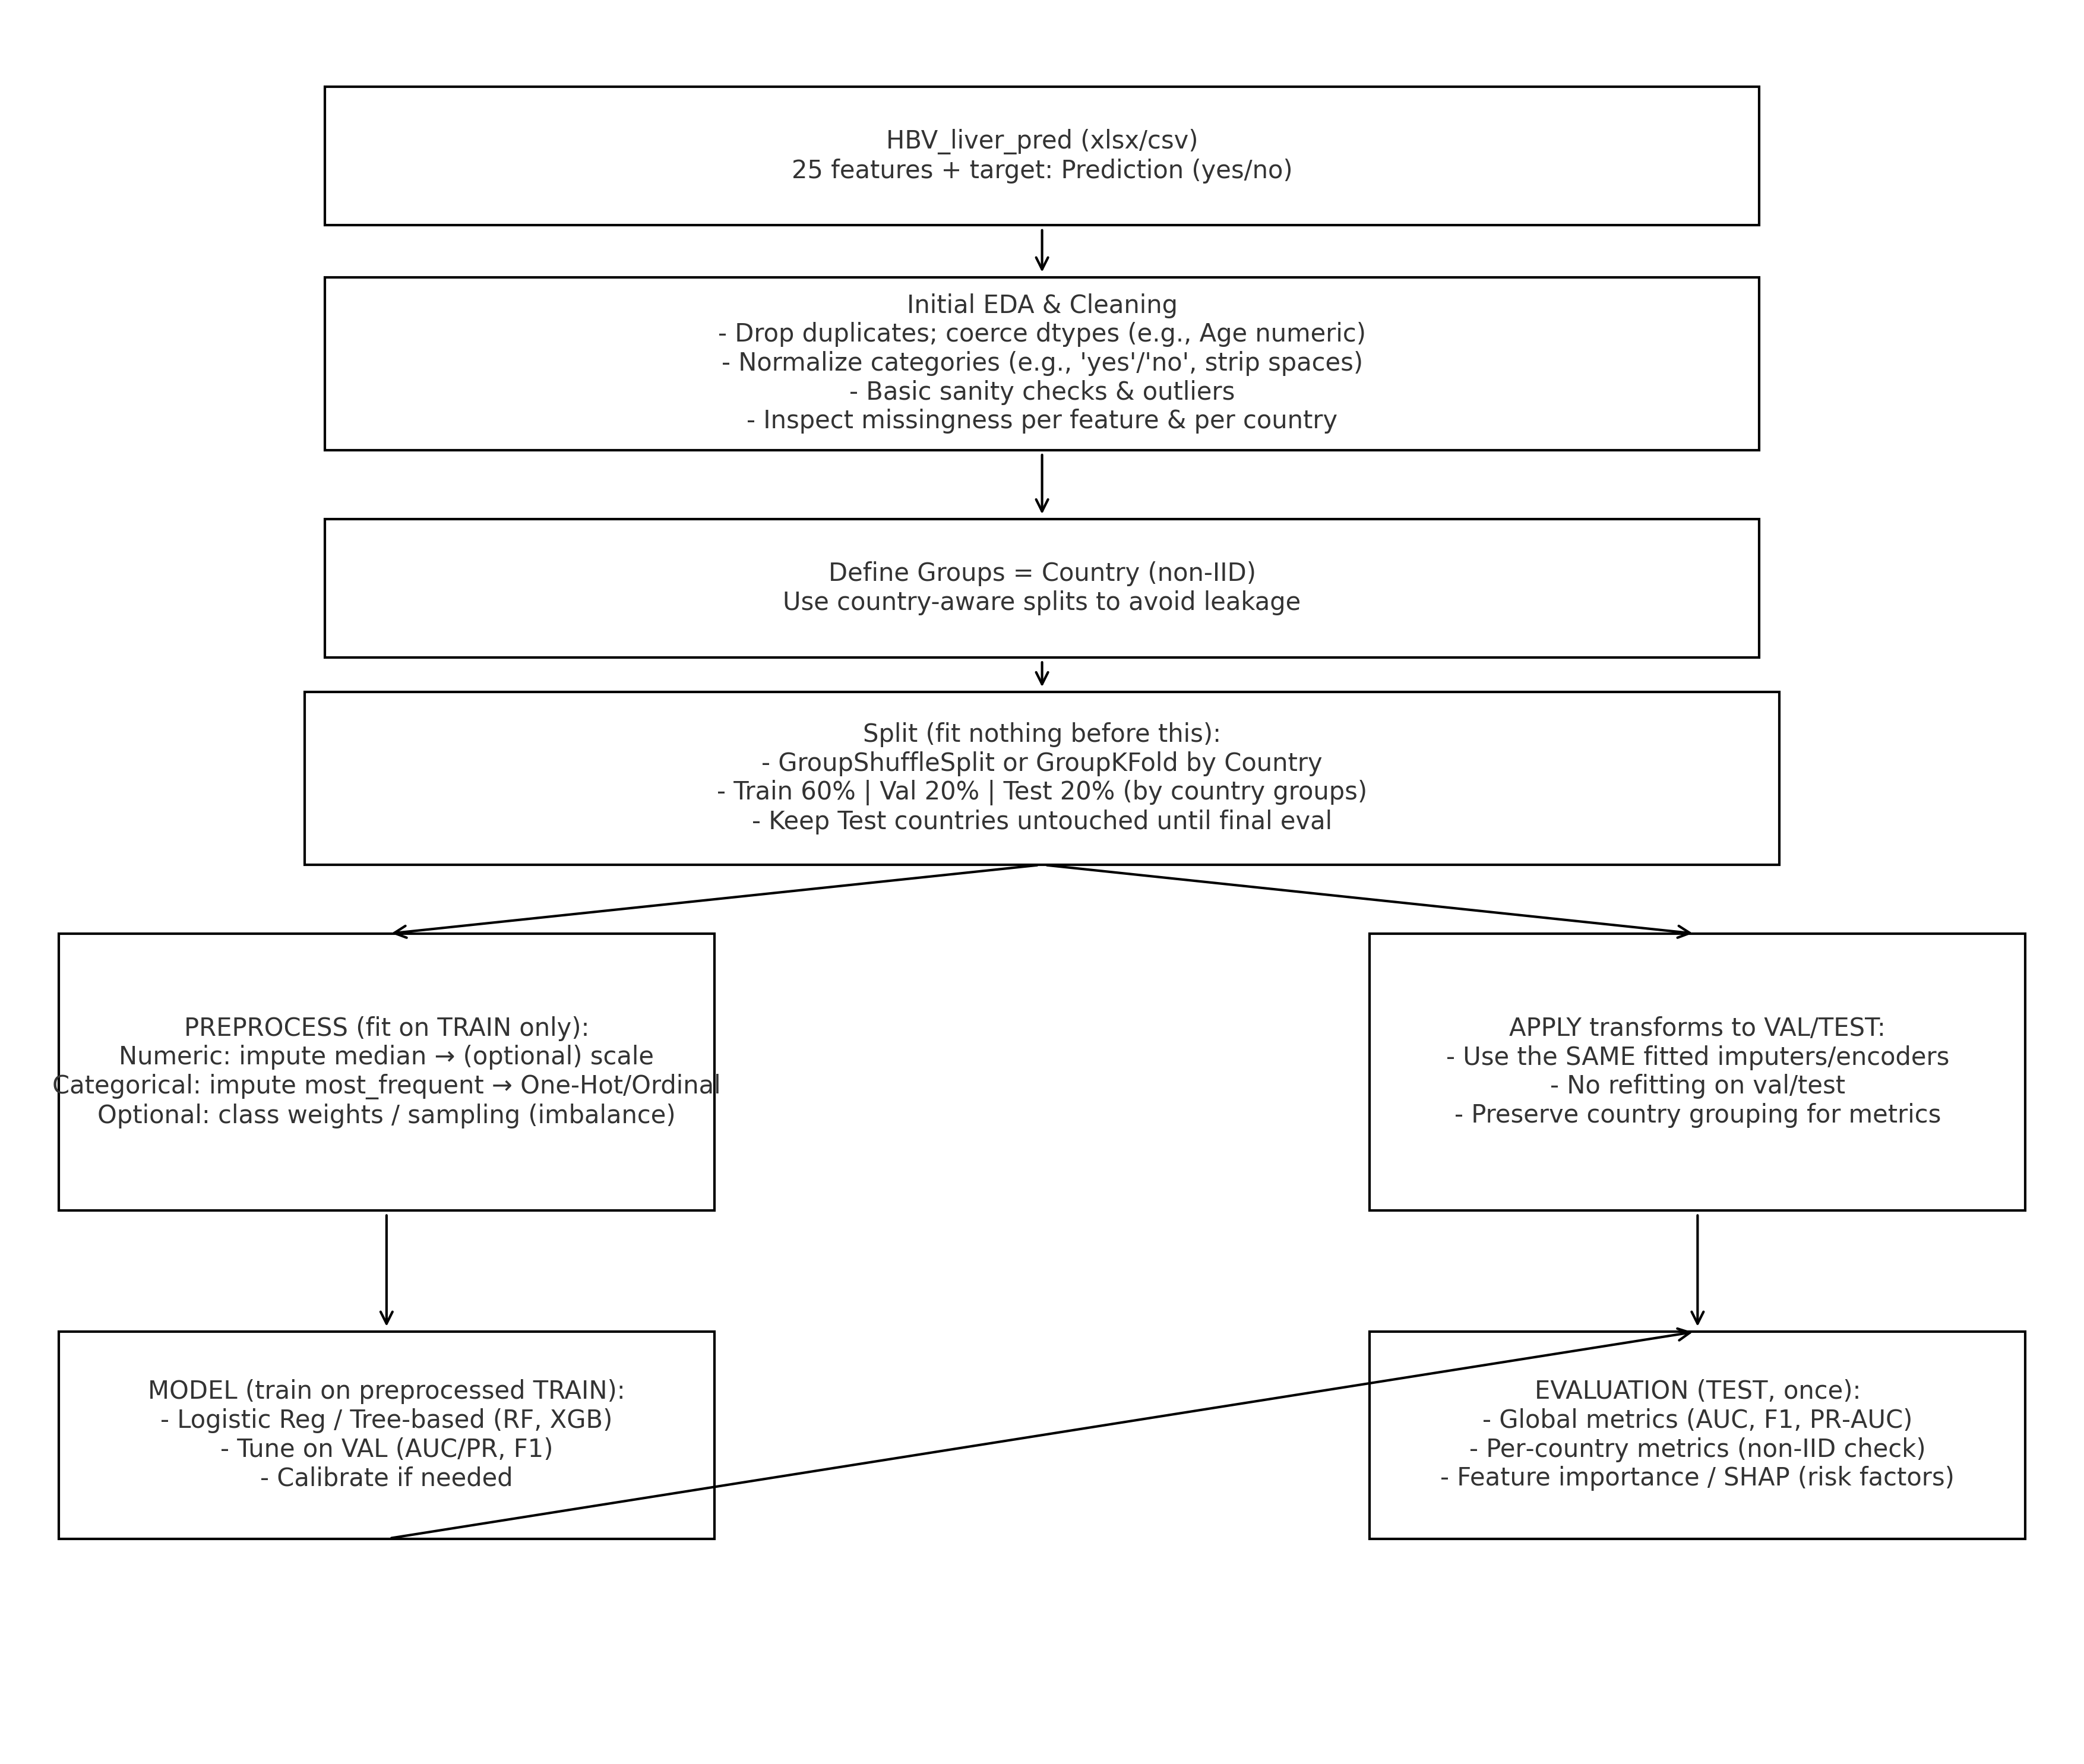 HBV_liver_pred (xlsx/csv)
25 features + target: Prediction (yes/no)
Initial EDA & Cleaning
- Drop duplicates; coerce dtypes (e.g., Age numeric)
- Normalize categories (e.g., 'yes'/'no', strip spaces)
- Basic sanity checks & outliers
- Inspect missingness per feature & per country
Define Groups = Country (non-IID)
Use country-aware splits to avoid leakage
Split (fit nothing before this):
- GroupShuffleSplit or GroupKFold by Country
- Train 60% | Val 20% | Test 20% (by country groups)
- Keep Test countries untouched until final eval
PREPROCESS (fit on TRAIN only):
Numeric: impute median → (optional) scale
Categorical: impute most_frequent → One-Hot/Ordinal
Optional: class weights / sampling (imbalance)
APPLY transforms to VAL/TEST:
- Use the SAME fitted imputers/encoders
- No refitting on val/test
- Preserve country grouping for metrics
MODEL (train on preprocessed TRAIN):
- Logistic Reg / Tree-based (RF, XGB)
- Tune on VAL (AUC/PR, F1)
- Calibrate if needed
EVALUATION (TEST, once):
- Global metrics (AUC, F1, PR-AUC)
- Per-country metrics (non-IID check)
- Feature importance / SHAP (risk factors)